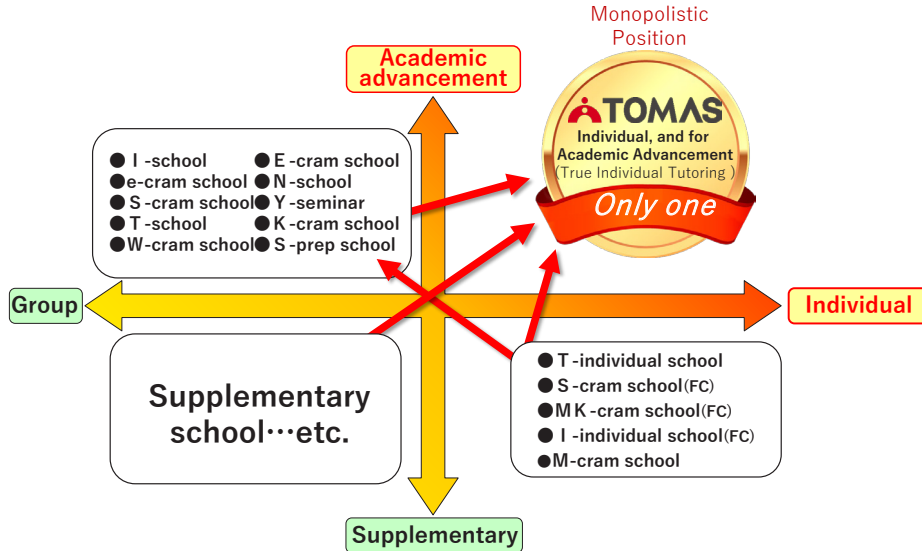 Monopolistic
Position
Academic
advancement
TOMAS
Individual, and for
Academic Advancement
(True Individual Tutoring )
Only one
● I -school
● e-cram school
● S -cram school
● T -school
● W-cram school
● E -cram school
● N -school
● Y -seminar
● K -cram school
● S -prep school
Group
Individual
Supplementary
school…etc.
● T -individual school
● S -cram school(FC)
● M K -cram school(FC)
● I -individual school(FC)
● M-cram school
Supplementary